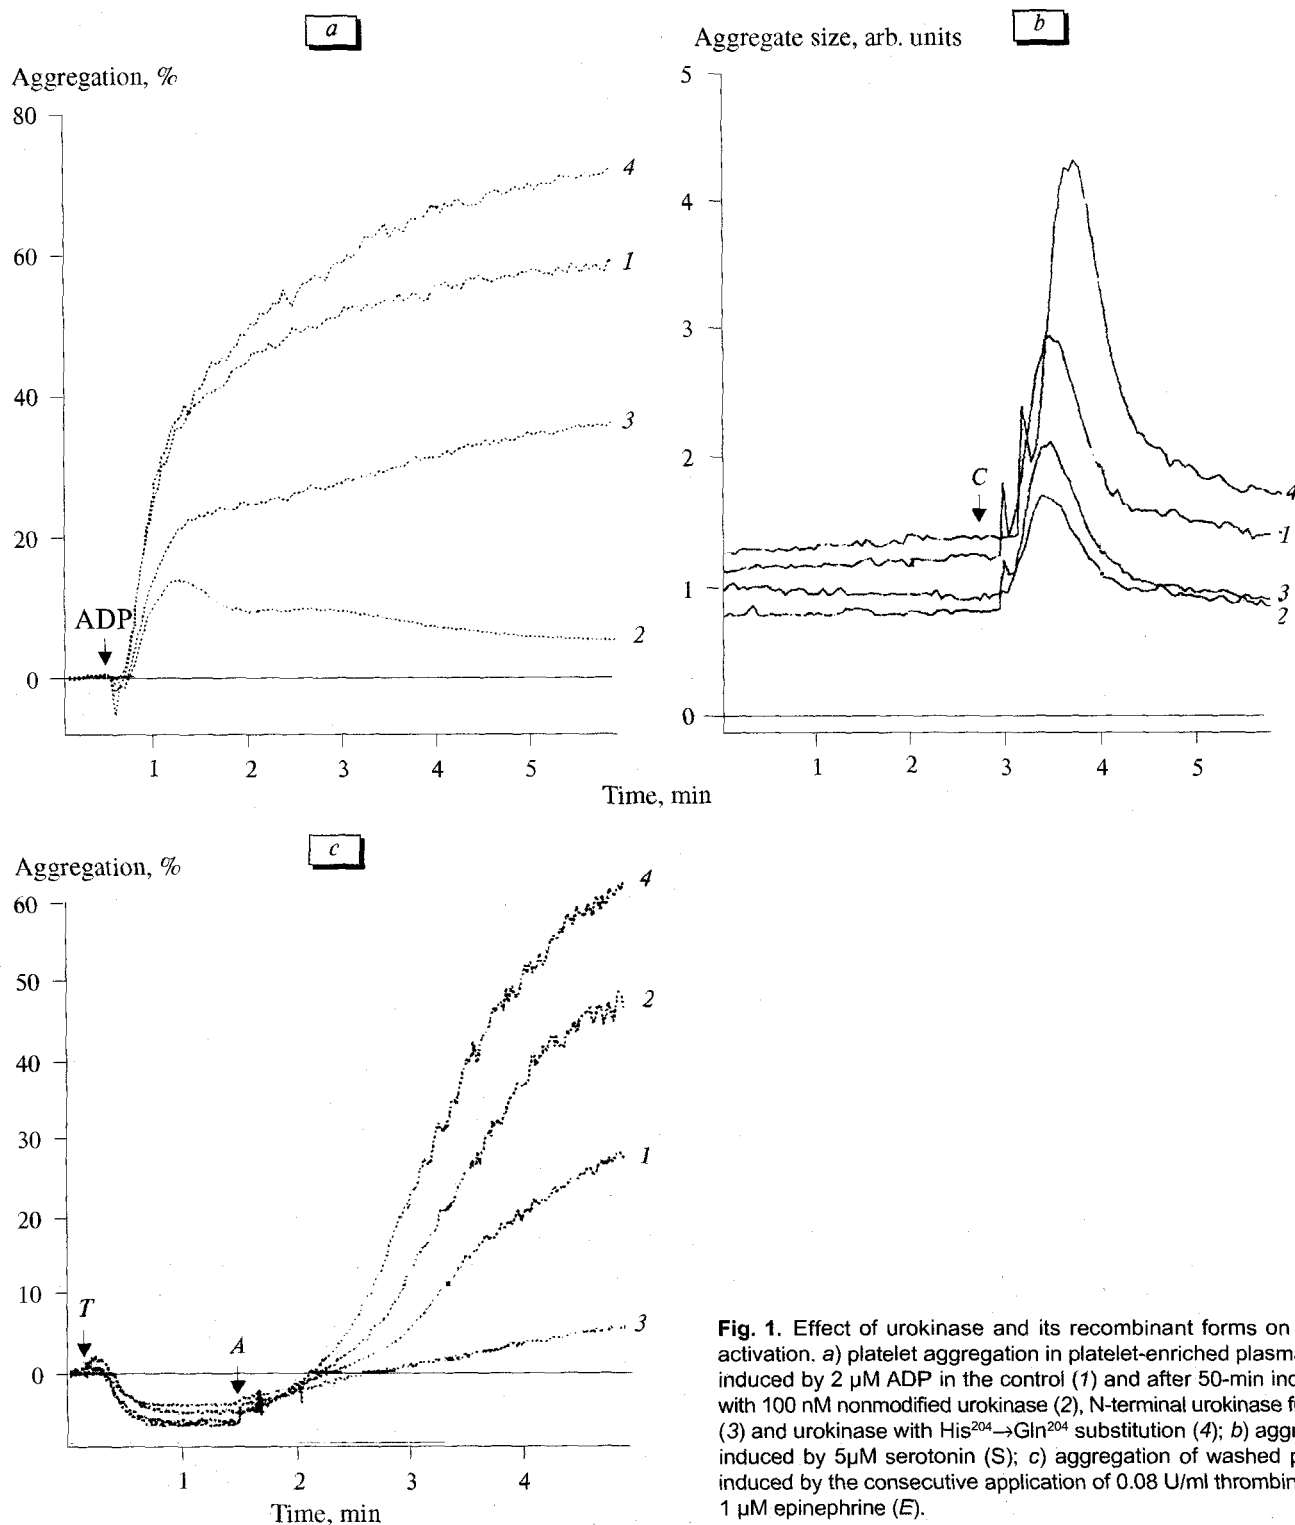 a
Aggregation, %
80
60
40
20
0
ADP
4
1
3
2
1 2 3 4 5
Time, min
b
Aggregate size, arb. units
5
4
3
2
1
0
C
4
1
3
2
1 2 3 4 5
c
Aggregation, %
60
50
40
30
20
10
0
T
A
4
2
1
3
1 2 3 4
Time, min
Fig. 1. Effect of urokinase and its recombinant forms on
activation. a) platelet aggregation in platelet-enriched plasma
induced by 2 µM ADP in the control (1) and after 50-min
with 100 nM nonmodified urokinase (2), N-terminal urokinase
(3) and urokinase with His²⁰⁴→Gln²⁰⁴ substitution (4); b)
induced by 5µM serotonin (S); c) aggregation of washed
induced by the consecutive application of 0.08 U/ml thrombin
1 µM epinephrine (E).